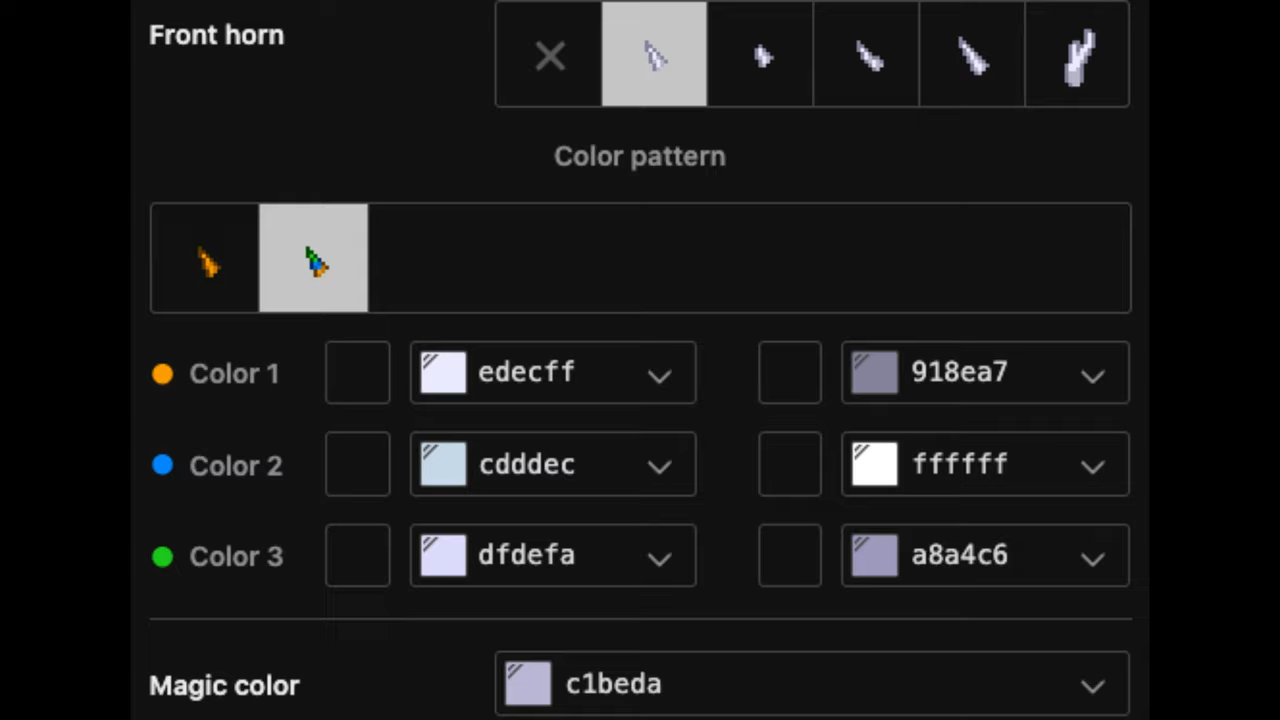 Front horn
Color pattern
Color 1 edecff 918ea7
Color 2 cdddec ffffff
Color 3 dfdefa a8a4c6
Magic color c1beda